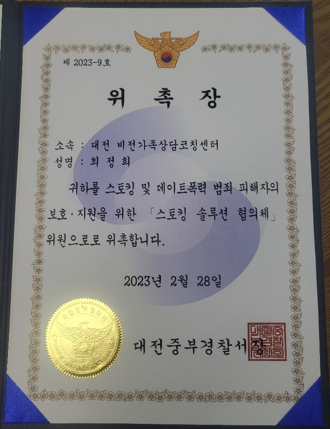 제 2023-9호
위 촉 장
소속 : 대전 비전가족상담코칭센터
성명 : 최 정 희
귀하를 스토킹 및 데이트폭력 범죄 피해자의
보호·지원을 위한 「스토킹 솔루션 협의체」
위원으로로 위촉합니다.
2023년 2월 28일
대전중부경찰서장